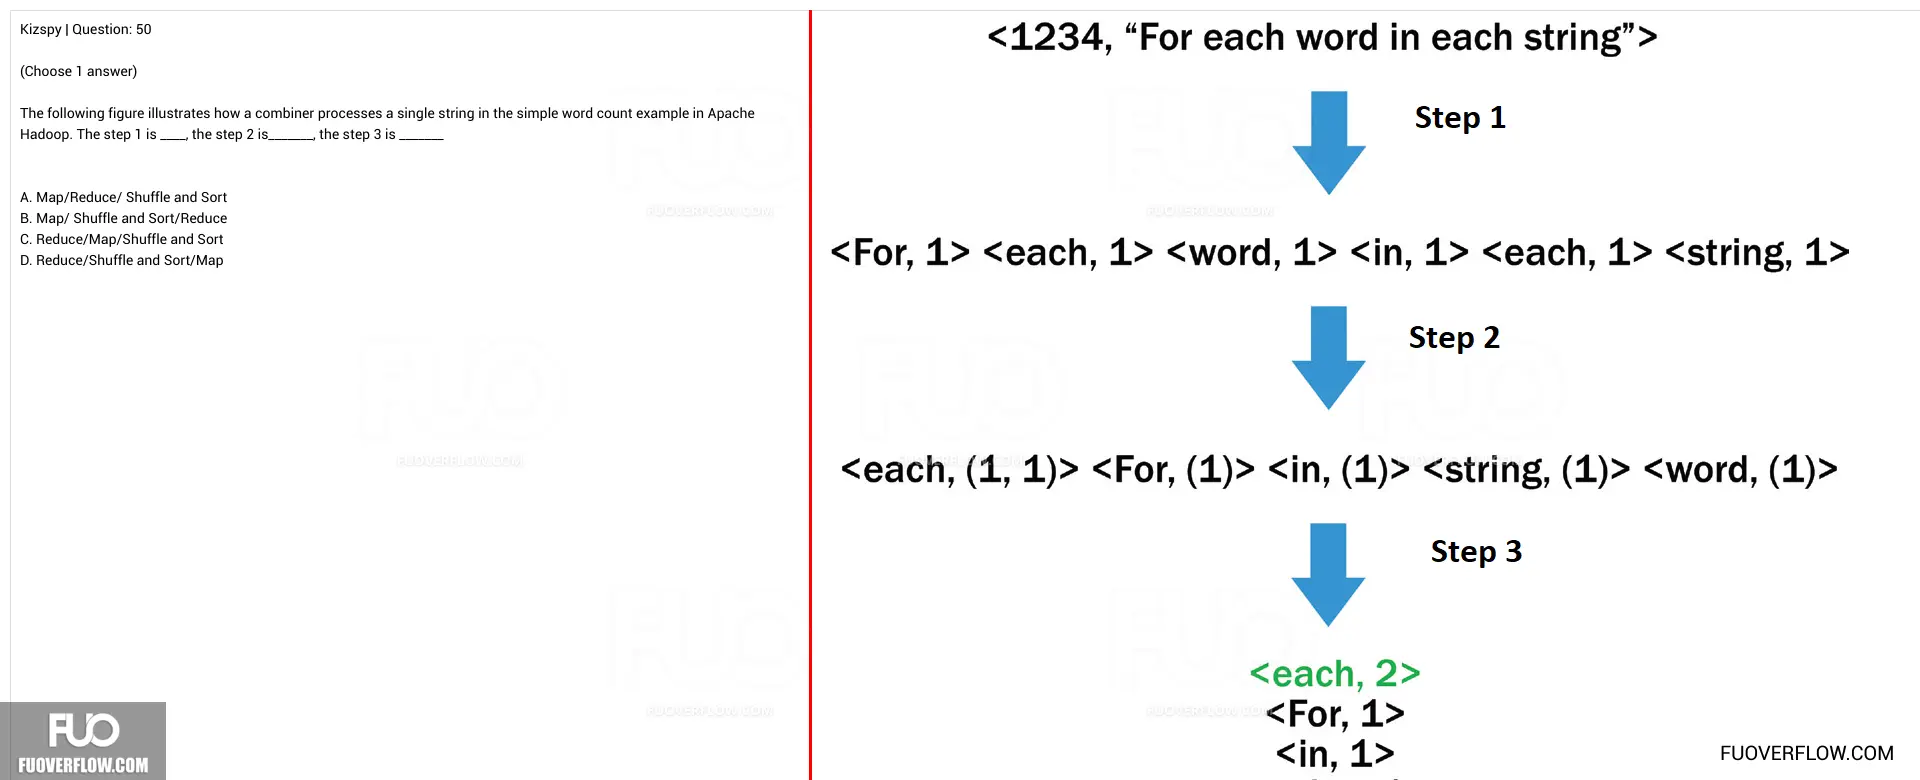 Kizspy | Question: 50
(Choose 1 answer)
The following figure illustrates how a combiner processes a single string in the simple word count example in Apache
Hadoop. The step 1 is ____, the step 2 is_______, the step 3 is _______
A. Map/Reduce/ Shuffle and Sort
B. Map/ Shuffle and Sort/Reduce
C. Reduce/Map/Shuffle and Sort
D. Reduce/Shuffle and Sort/Map
<1234, “For each word in each string”>
Step 1
<For, 1> <each, 1> <word, 1> <in, 1> <each, 1> <string, 1>
Step 2
<each, (1, 1)> <For, (1)> <in, (1)> <string, (1)> <word, (1)>
Step 3
<each, 2>
<For, 1>
<in, 1>
FUO
FUOVERFLOW.COM
FUOVERFLOW.COM